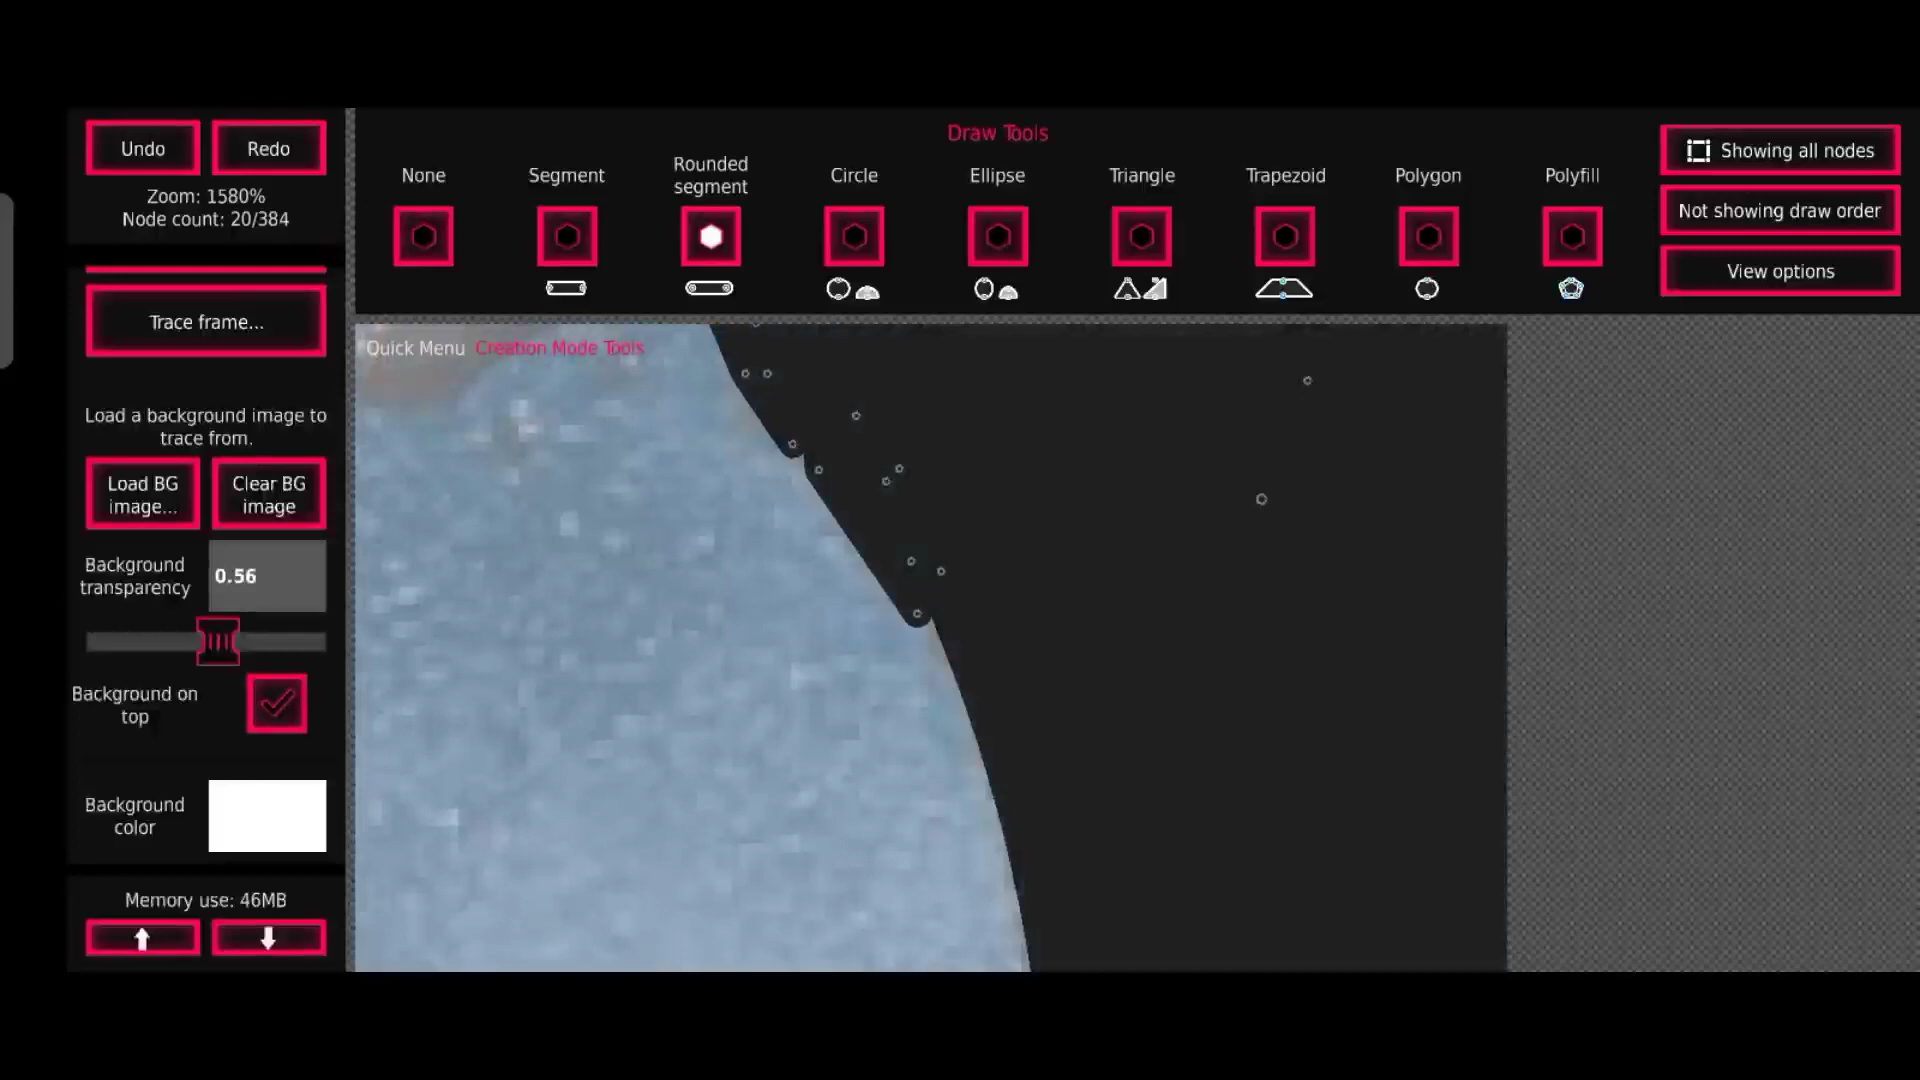 Undo
Redo
Zoom: 1580%
Node count: 20/384
Trace frame...
Load a background image to
trace from.
Load BG
image...
Clear BG
image
Background
transparency
0.56
Background on
top
Background
color
Memory use: 46MB
Draw Tools
None
Segment
Rounded
segment
Circle
Ellipse
Triangle
Trapezoid
Polygon
Polyfill
Showing all nodes
Not showing draw order
View options
Quick Menu
Creation Mode Tools